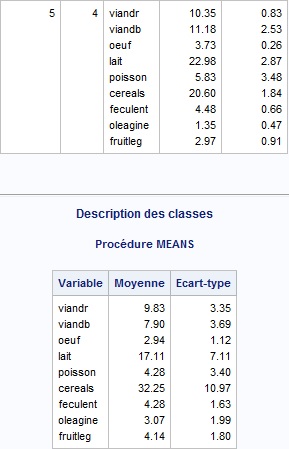 5 4 viandr 10.35 0.83
viandb 11.18 2.53
oeuf 3.73 0.26
lait 22.98 2.87
poisson 5.83 3.48
cereals 20.60 1.84
feculent 4.48 0.66
oleagine 1.35 0.47
fruitleg 2.97 0.91
Description des classes
Procédure MEANS
Variable Moyenne Ecart-type
viandr 9.83 3.35
viandb 7.90 3.69
oeuf 2.94 1.12
lait 17.11 7.11
poisson 4.28 3.40
cereals 32.25 10.97
feculent 4.28 1.63
oleagine 3.07 1.99
fruitleg 4.14 1.80